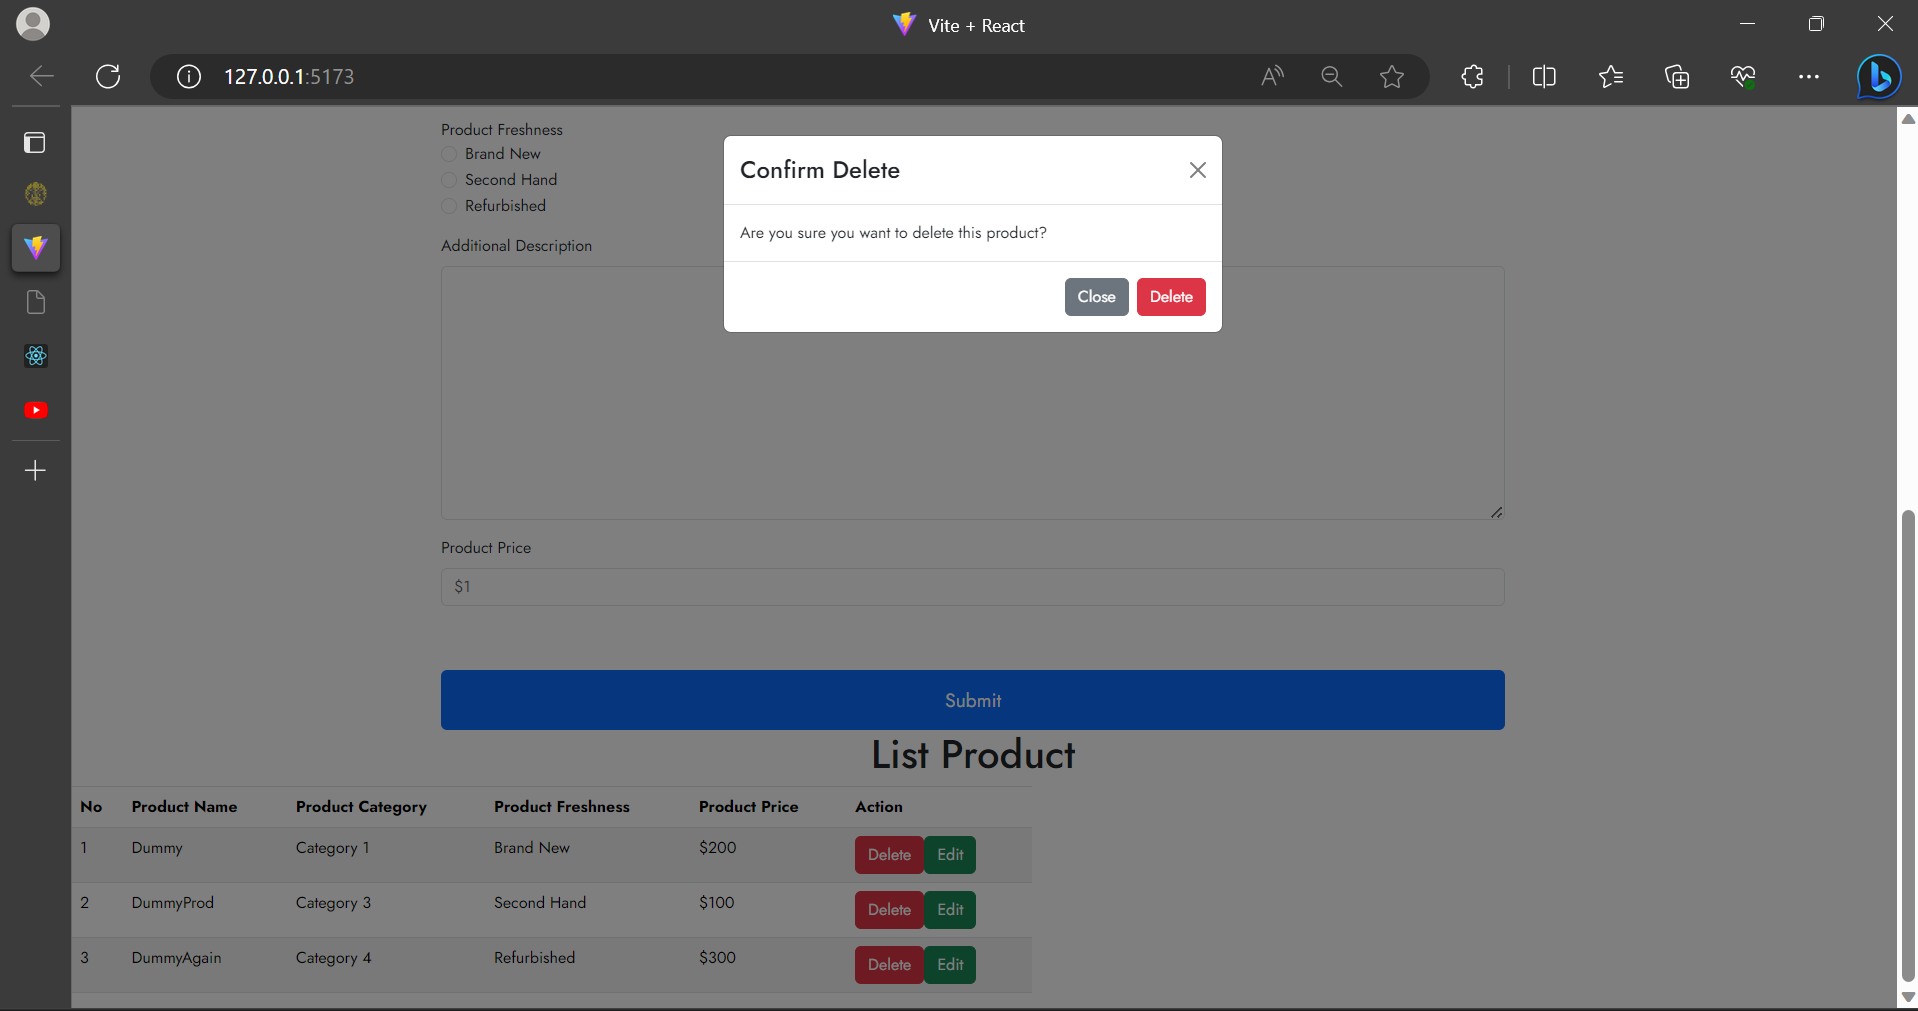 Vite + React
127.0.0.1:5173
Product Freshness
Brand New
Second Hand
Refurbished
Additional Description
Confirm Delete
Are you sure you want to delete this product?
Close Delete
Product Price
$1
Submit
List Product
No Product Name Product Category Product Freshness Product Price Action
1 Dummy Category 1 Brand New $200 Delete Edit
2 DummyProd Category 3 Second Hand $100 Delete Edit
3 DummyAgain Category 4 Refurbished $300 Delete Edit